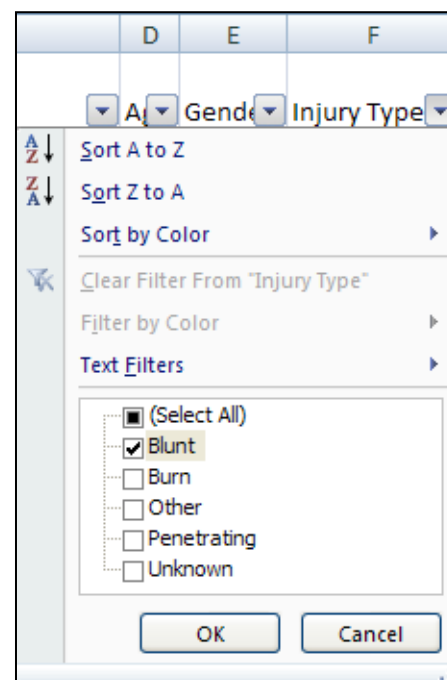 D E F
Ag Gende Injury Type
Sort A to Z
Sort Z to A
Sort by Color
Clear Filter From "Injury Type"
Filter by Color
Text Filters
(Select All)
Blunt
Burn
Other
Penetrating
Unknown
OK Cancel